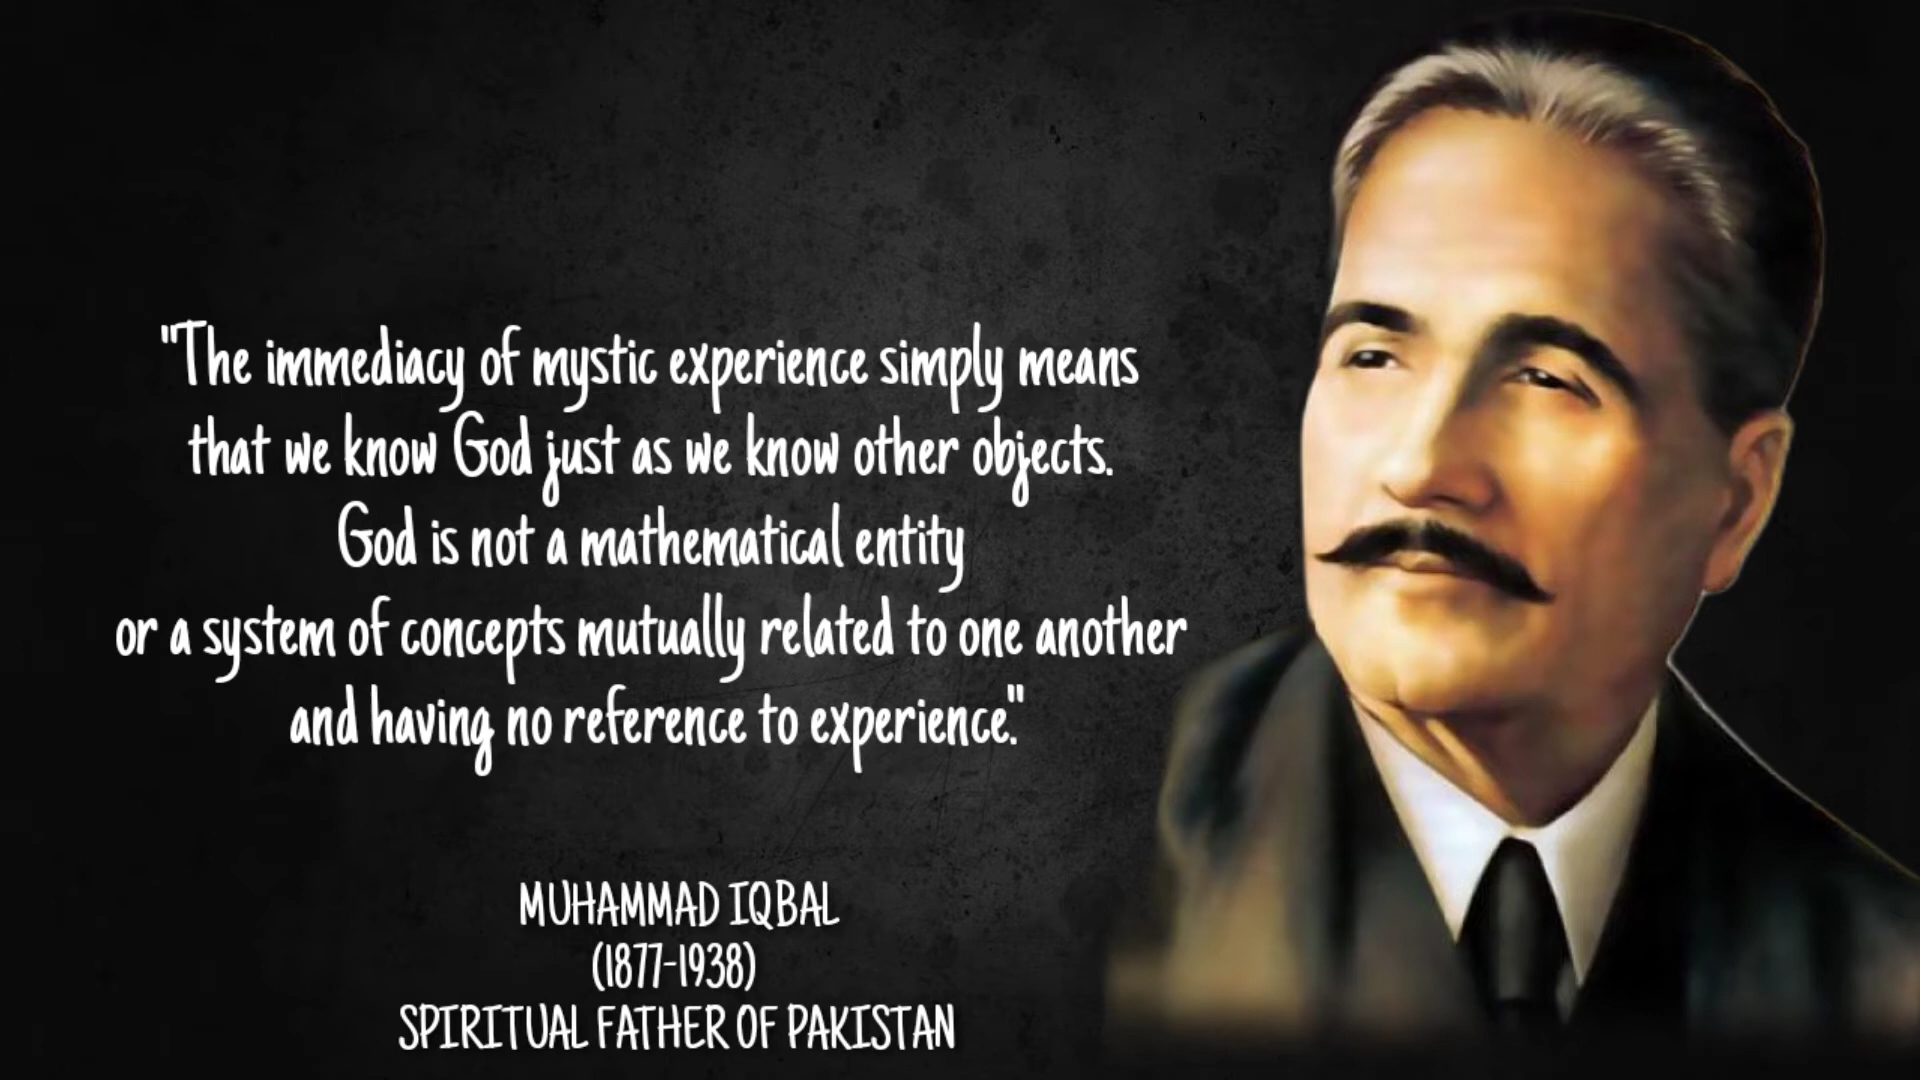 "The immediacy of mystic experience simply means
that we know God just as we know other objects.
God is not a mathematical entity
or a system of concepts mutually related to one another
and having no reference to experience."
MUHAMMAD IQBAL
(1877-1938)
SPIRITUAL FATHER OF PAKISTAN